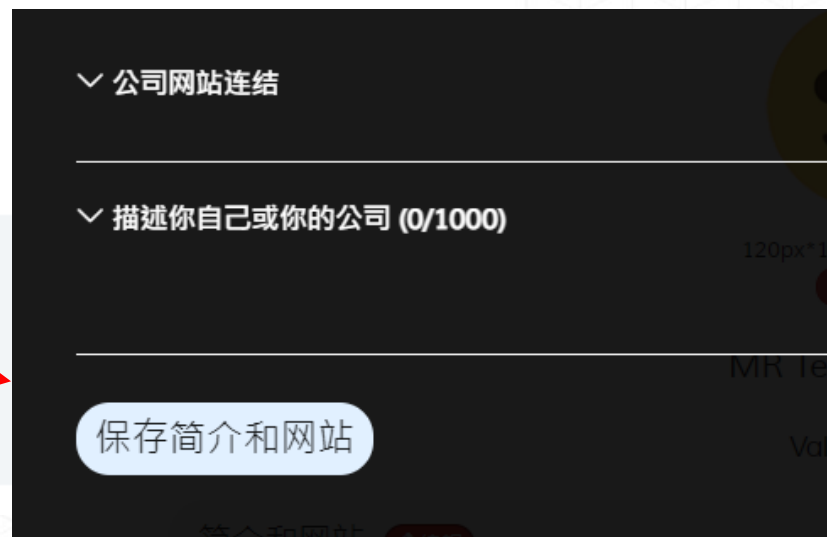 公司网站连结
描述你自己或你的公司 (0/1000)
120px*1
MR Te
保存简介和网站
Val
简介和网站